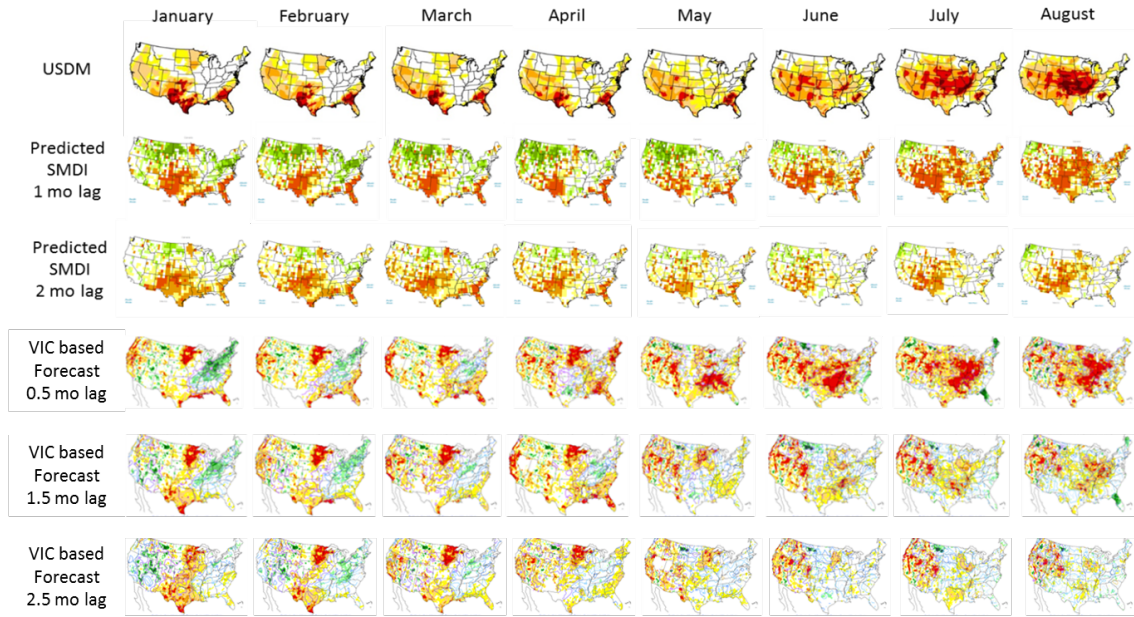 January February March April May June July August
USDM
Predicted
SMDI
1 mo lag
Predicted
SMDI
2 mo lag
VIC based
Forecast
0.5 mo lag
VIC based
Forecast
1.5 mo lag
VIC based
Forecast
2.5 mo lag